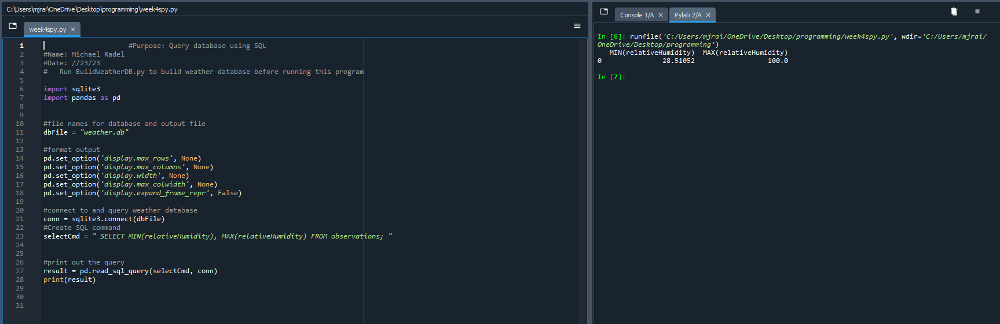 C:\Users\mjrai\OneDrive\Desktop\programming\week4spy.py
week4spy.py ×
1 #Purpose: Query database using SQL
2 #Name: Michael Radel
3 #Date: //23/23
4 #   Run BuildWeatherDB.py to build weather database before running this program
5
6 import sqlite3
7 import pandas as pd
8
9
10 #file names for database and output file
11 dbFile = "weather.db"
12
13 #format output
14 pd.set_option('display.max_rows', None)
15 pd.set_option('display.max_columns', None)
16 pd.set_option('display.width', None)
17 pd.set_option('display.max_colwidth', None)
18 pd.set_option('display.expand_frame_repr', False)
19
20 #connect to and query weather database
21 conn = sqlite3.connect(dbFile)
22 #Create SQL command
23 selectCmd = " SELECT MIN(relativeHumidity), MAX(relativeHumidity) FROM observations; "
24
25
26 #print out the query
27 result = pd.read_sql_query(selectCmd, conn)
28 print(result)
29
30
31
Console 1/A × Pylab 2/A ×
In [6]: runfile('C:/Users/mjrai/OneDrive/Desktop/programming/week4spy.py', wdir='C:/Users/mjrai/
OneDrive/Desktop/programming')
MIN(relativeHumidity)  MAX(relativeHumidity)
0 28.51052 100.0
In [7]: